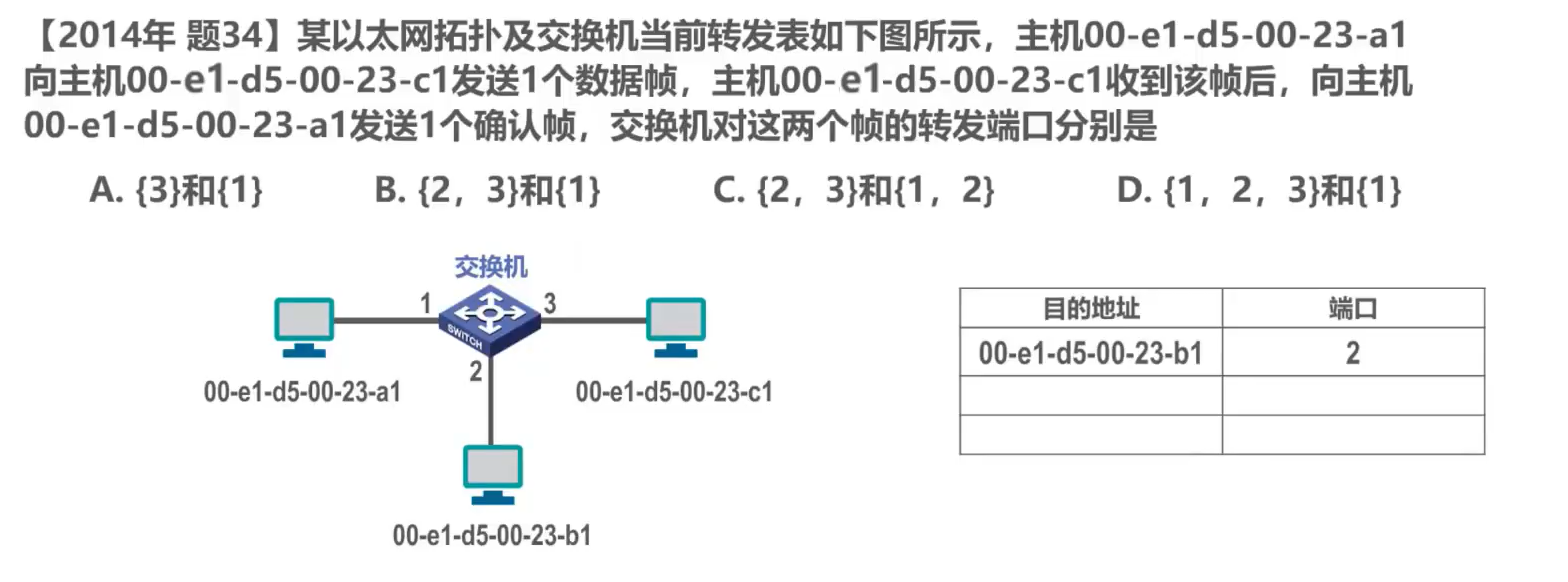 【2014年 题34】某以太网拓扑及交换机当前转发表如下图所示，主机00-e1-d5-00-23-a1
向主机00-e1-d5-00-23-c1发送1个数据帧，主机00-e1-d5-00-23-c1收到该帧后，向主机
00-e1-d5-00-23-a1发送1个确认帧，交换机对这两个帧的转发端口分别是
A. {3}和{1} B. {2，3}和{1} C. {2，3}和{1，2} D. {1，2，3}和{1}
交换机
1 3
SWITCH
2
00-e1-d5-00-23-a1 00-e1-d5-00-23-c1
00-e1-d5-00-23-b1
目的地址 端口
00-e1-d5-00-23-b1 2